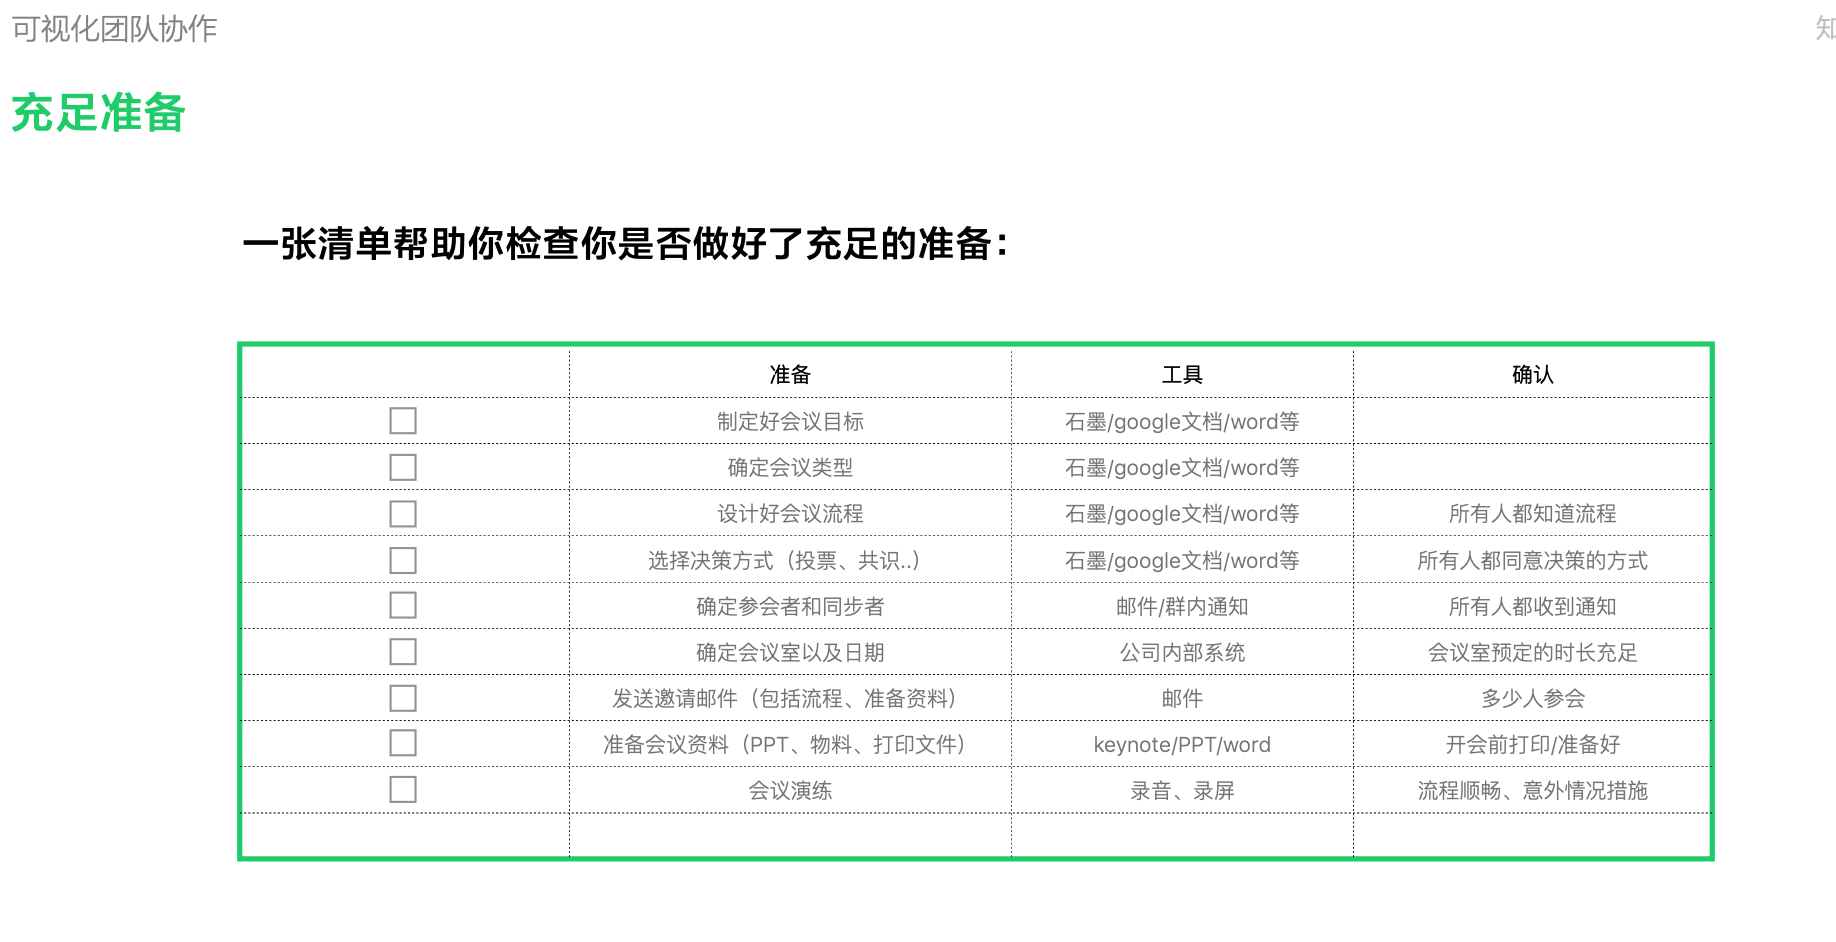 可视化团队协作 知
充足准备
一张清单帮助你检查你是否做好了充足的准备：
准备 工具 确认
制定好会议目标 石墨/google文档/word等
确定会议类型 石墨/google文档/word等
设计好会议流程 石墨/google文档/word等 所有人都知道流程
选择决策方式（投票、共识..） 石墨/google文档/word等 所有人都同意决策的方式
确定参会者和同步者 邮件/群内通知 所有人都收到通知
确定会议室以及日期 公司内部系统 会议室预定的时长充足
发送邀请邮件（包括流程、准备资料） 邮件 多少人参会
准备会议资料（PPT、物料、打印文件） keynote/PPT/word 开会前打印/准备好
会议演练 录音、录屏 流程顺畅、意外情况措施